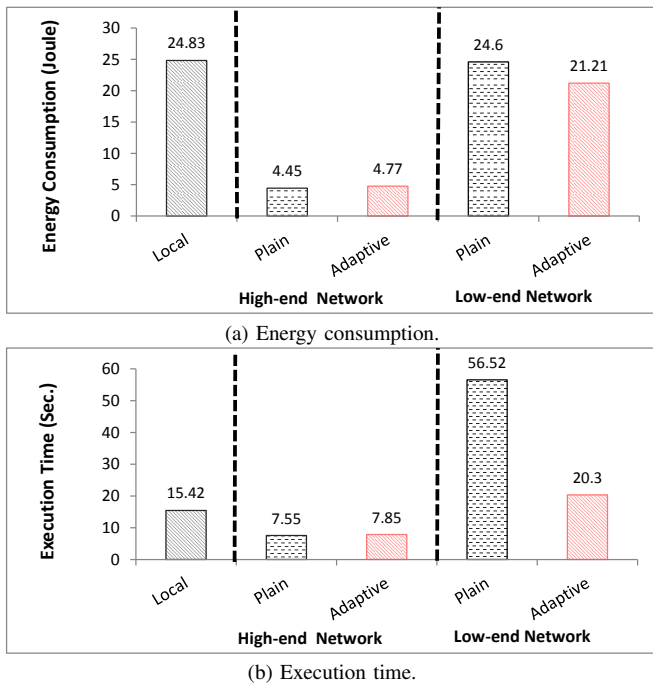 Energy Consumption (Joule)
30
25
20
15
10
5
0
24.83
4.45
4.77
24.6
21.21
Local
Plain
Adaptive
Plain
Adaptive
High-end Network
Low-end Network
(a) Energy consumption.
Execution Time (Sec.)
60
50
40
30
20
10
0
15.42
7.55
7.85
56.52
20.3
Local
Plain
Adaptive
Plain
Adaptive
High-end Network
Low-end Network
(b) Execution time.